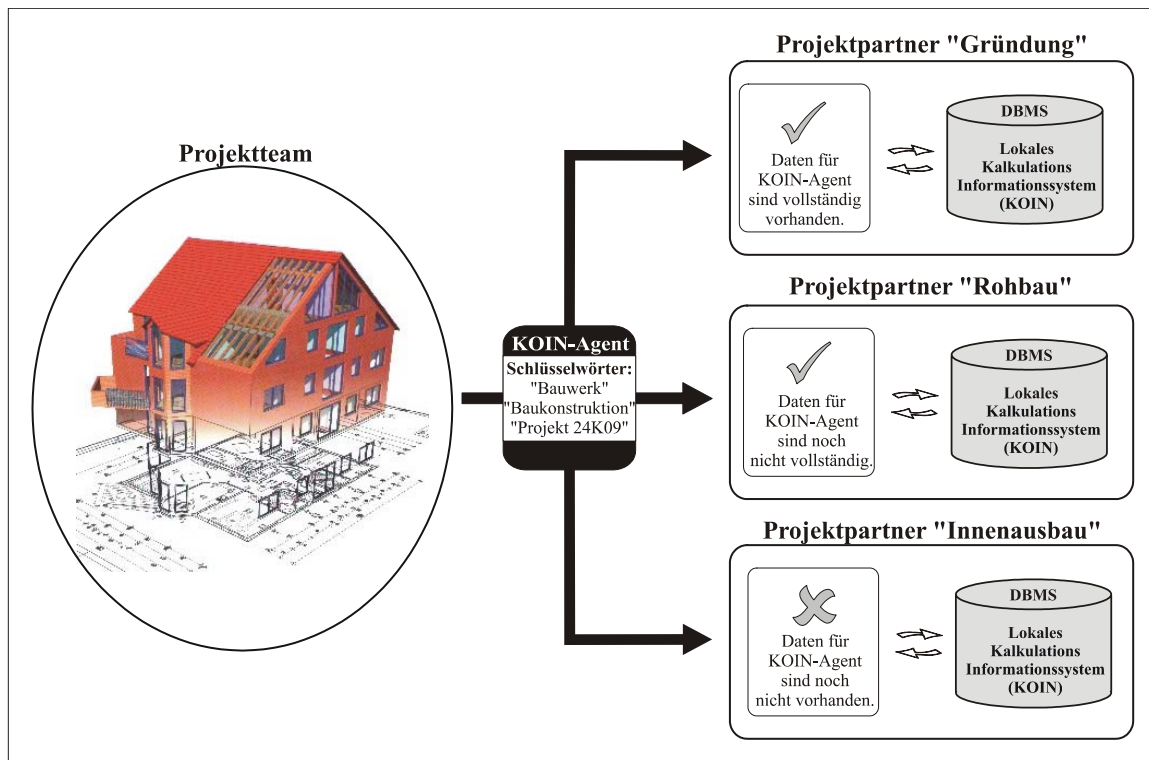 Projektteam
KOIN-Agent
Schlüsselwörter:
"Bauwerk"
"Baukonstruktion"
"Projekt 24K09"
Projektpartner "Gründung"
Daten für
KOIN-Agent
sind vollständig
vorhanden.
DBMS
Lokales
Kalkulations
Informationssystem
(KOIN)
Projektpartner "Rohbau"
Daten für
KOIN-Agent
sind noch
nicht vollständig.
DBMS
Lokales
Kalkulations
Informationssystem
(KOIN)
Projektpartner "Innenausbau"
Daten für
KOIN-Agent
sind noch
nicht vorhanden.
DBMS
Lokales
Kalkulations
Informationssystem
(KOIN)